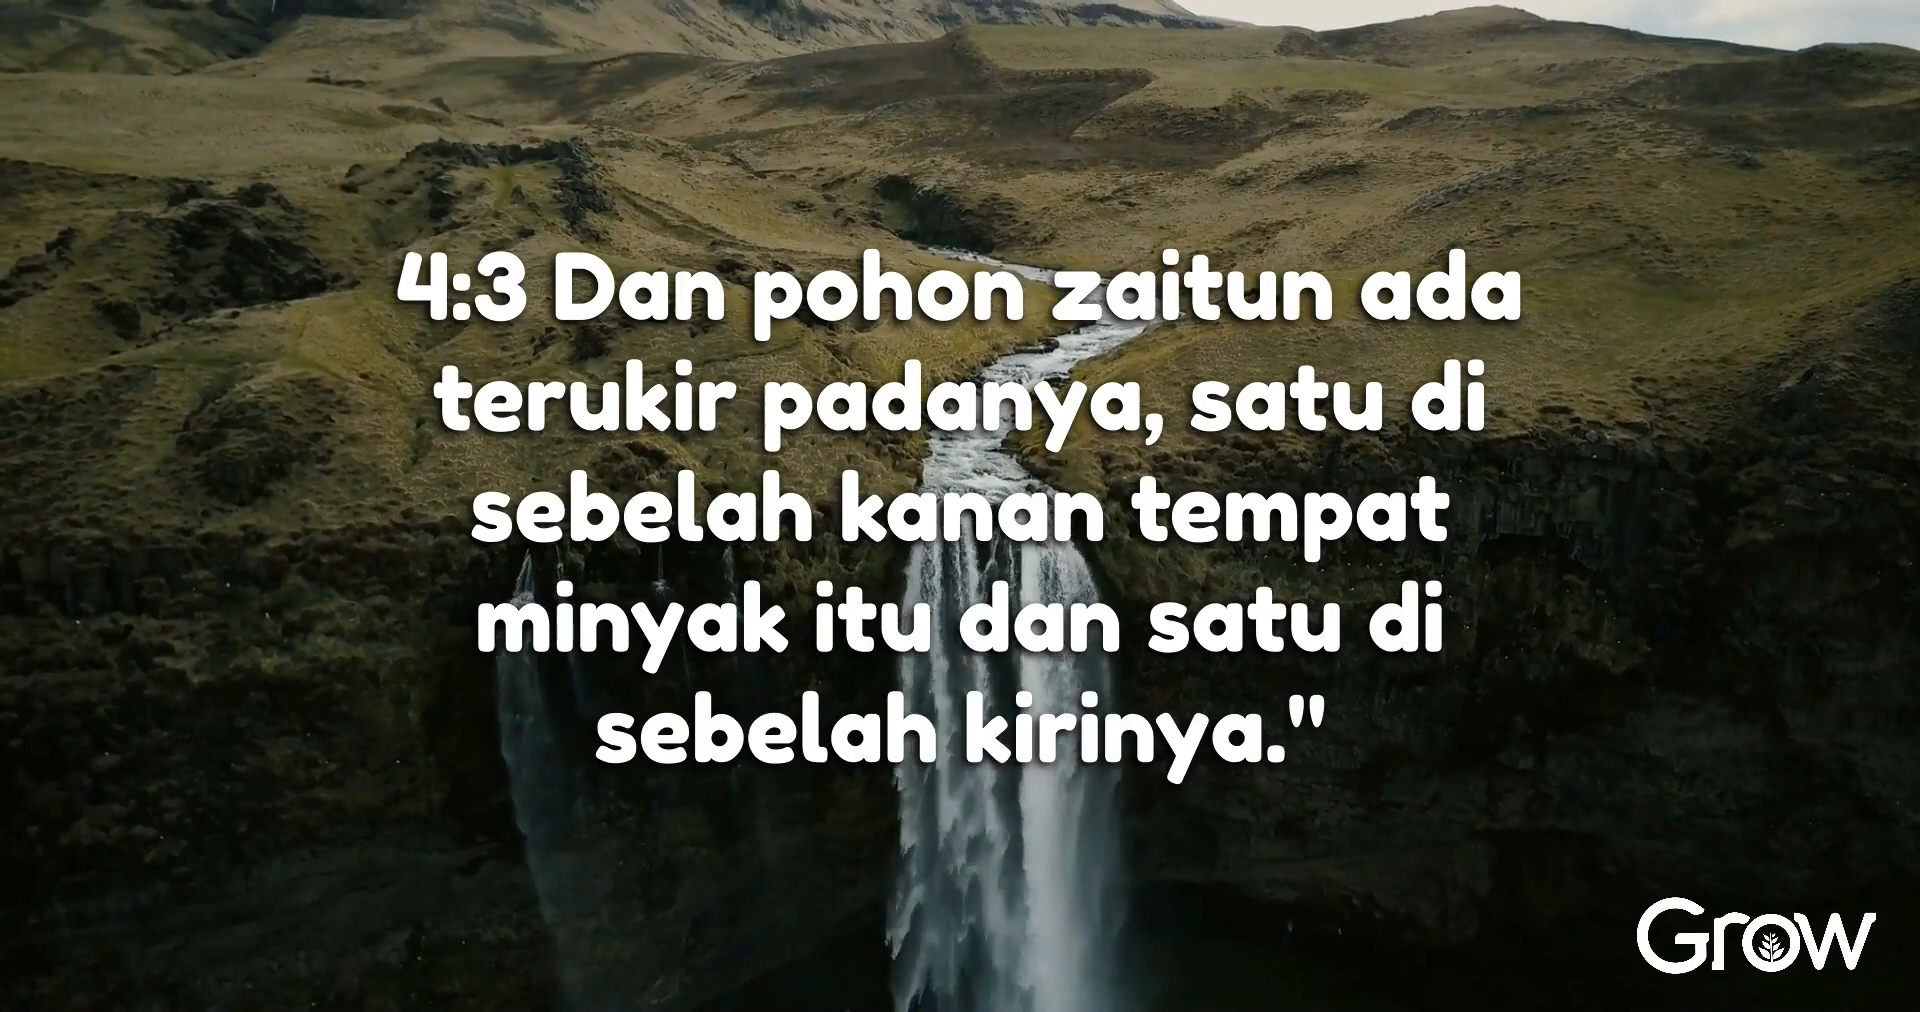 4:3 Dan pohon zaitun ada
terukir padanya, satu di
sebelah kanan tempat
minyak itu dan satu di
sebelah kirinya."
Grow